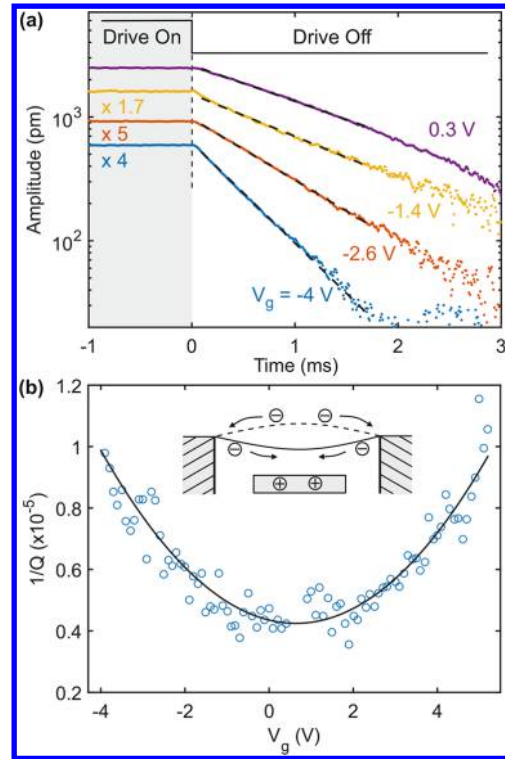 (a)
Drive On
Drive Off
10³
10²
Amplitude (pm)
x 1.7
x 5
x 4
0.3 V
-1.4 V
-2.6 V
V_g = -4 V
-1 0 1 2 3
Time (ms)
(b)
1.2
1
0.8
0.6
0.4
0.2
1/Q (x10⁻⁵)
⊖ ⊖
⊖ ⊖
⊕ ⊕
-4 -2 0 2 4
V_g (V)